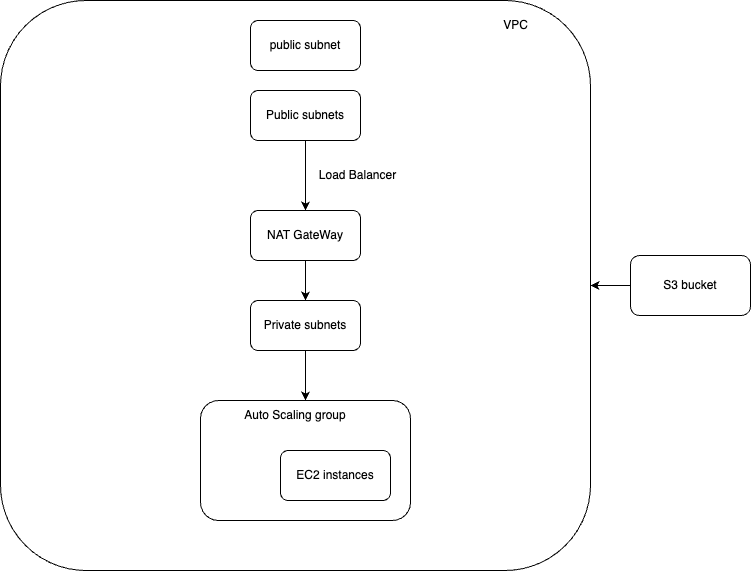 VPC
public subnet
Public subnets
Load Balancer
NAT GateWay
S3 bucket
Private subnets
Auto Scaling group
EC2 instances